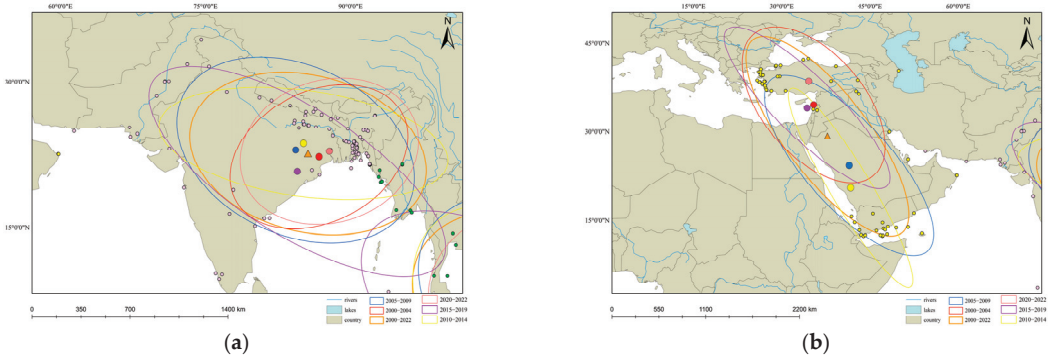 60°0'0"E 75°0'0"E 90°0'0"E
N
30°0'0"N
15°0'0"N
rivers 2005-2009 2020-2022
lakes 2000-2004 2015-2019
country 2000-2022 2010-2014
0 350 700 1400 km
(a)
15°0'0"E 30°0'0"E 45°0'0"E 60°0'0"E
N
45°0'0"N
30°0'0"N
15°0'0"N
rivers 2005-2009 2020-2022
lakes 2000-2004 2015-2019
country 2000-2022 2010-2014
0 550 1100 2200 km
(b)